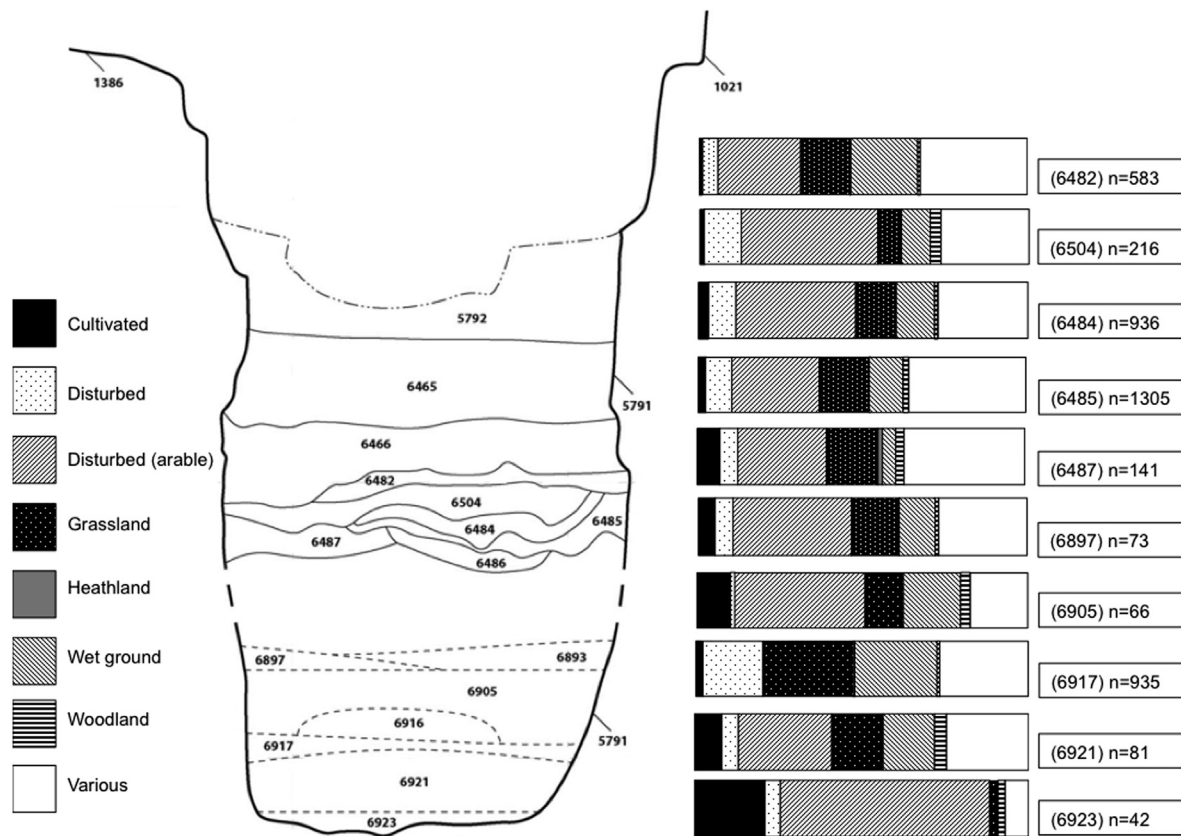 1386
1021
5792
6465
5791
6466
6482
6504
6484
6485
6487
6486
6897
6893
6905
6916
6917
5791
6921
6923
Cultivated
Disturbed
Disturbed (arable)
Grassland
Heathland
Wet ground
Woodland
Various
(6482) n=583
(6504) n=216
(6484) n=936
(6485) n=1305
(6487) n=141
(6897) n=73
(6905) n=66
(6917) n=935
(6921) n=81
(6923) n=42